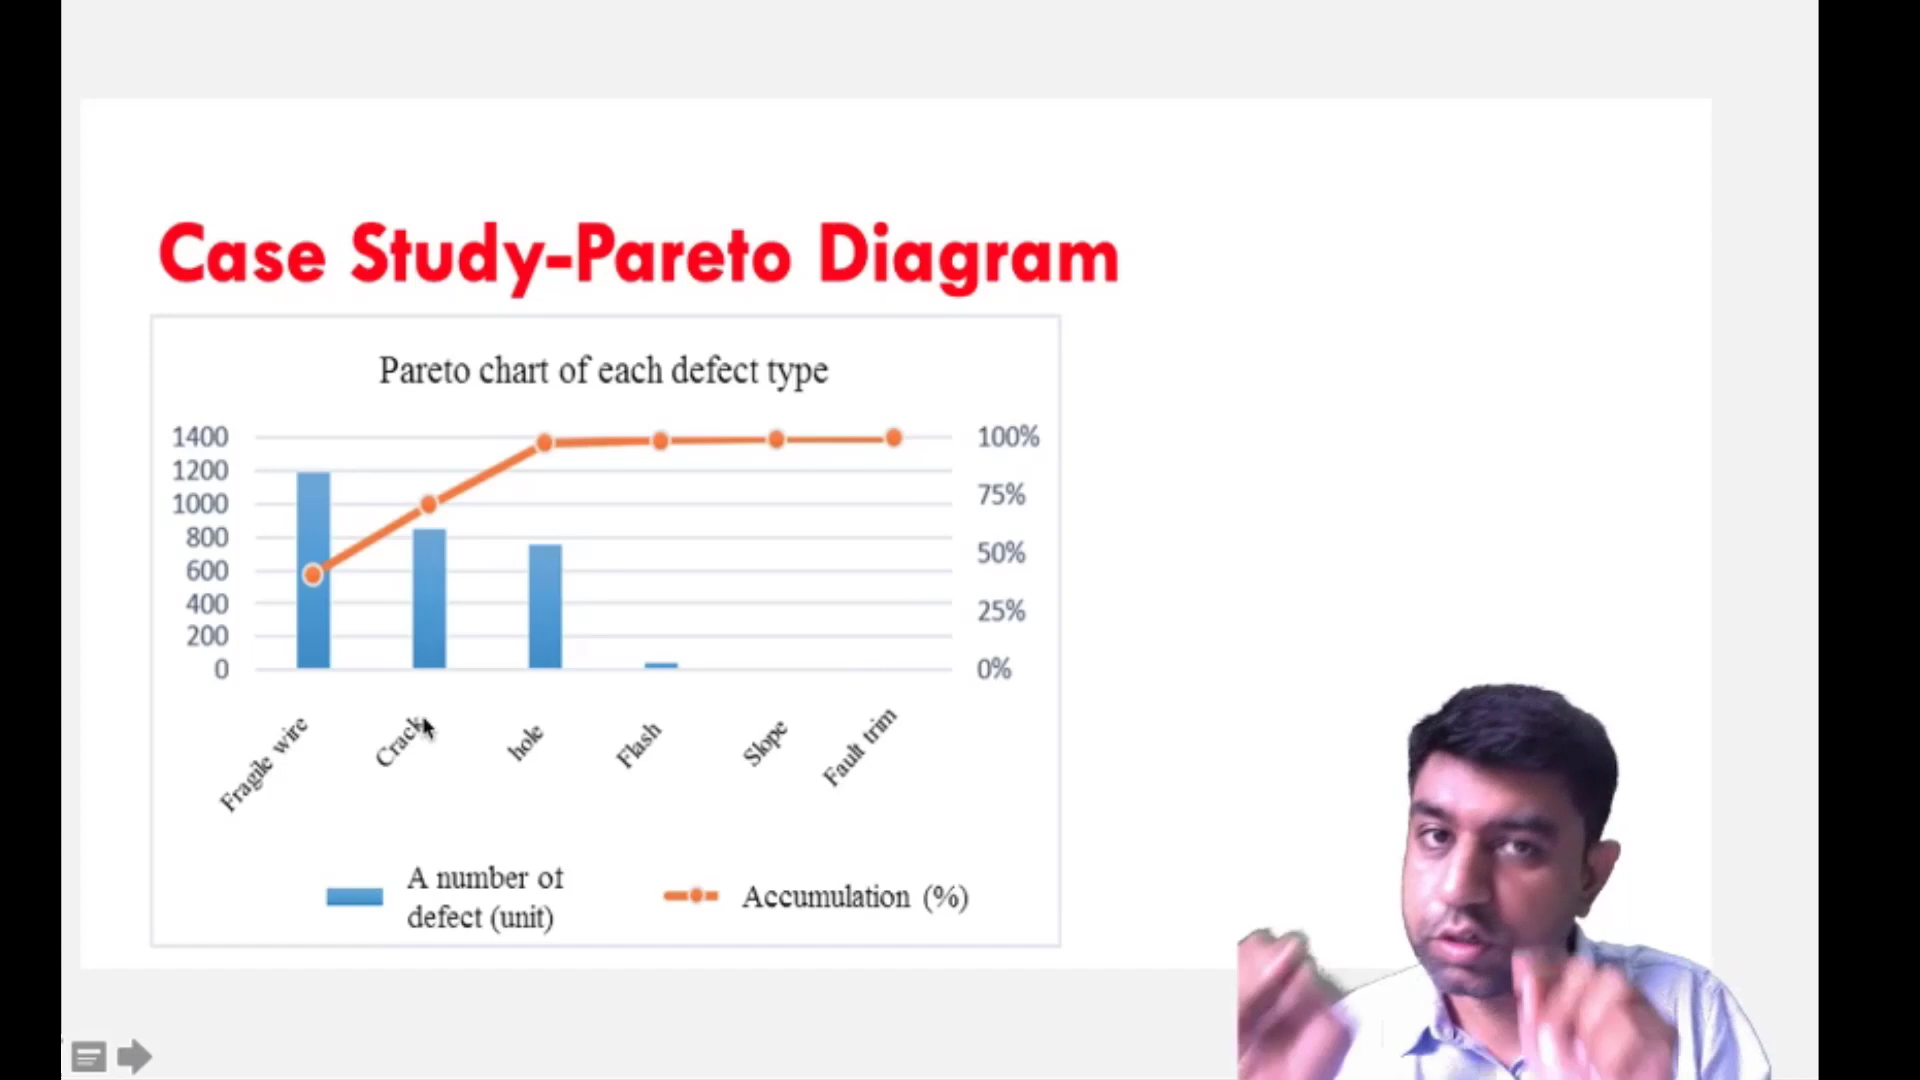 Case Study-Pareto Diagram
Pareto chart of each defect type
1400
1200
1000
800
600
400
200
0
100%
75%
50%
25%
0%
Fragile wire
Crack
hole
Flash
Slope
Fault trim
A number of
defect (unit)
Accumulation (%)